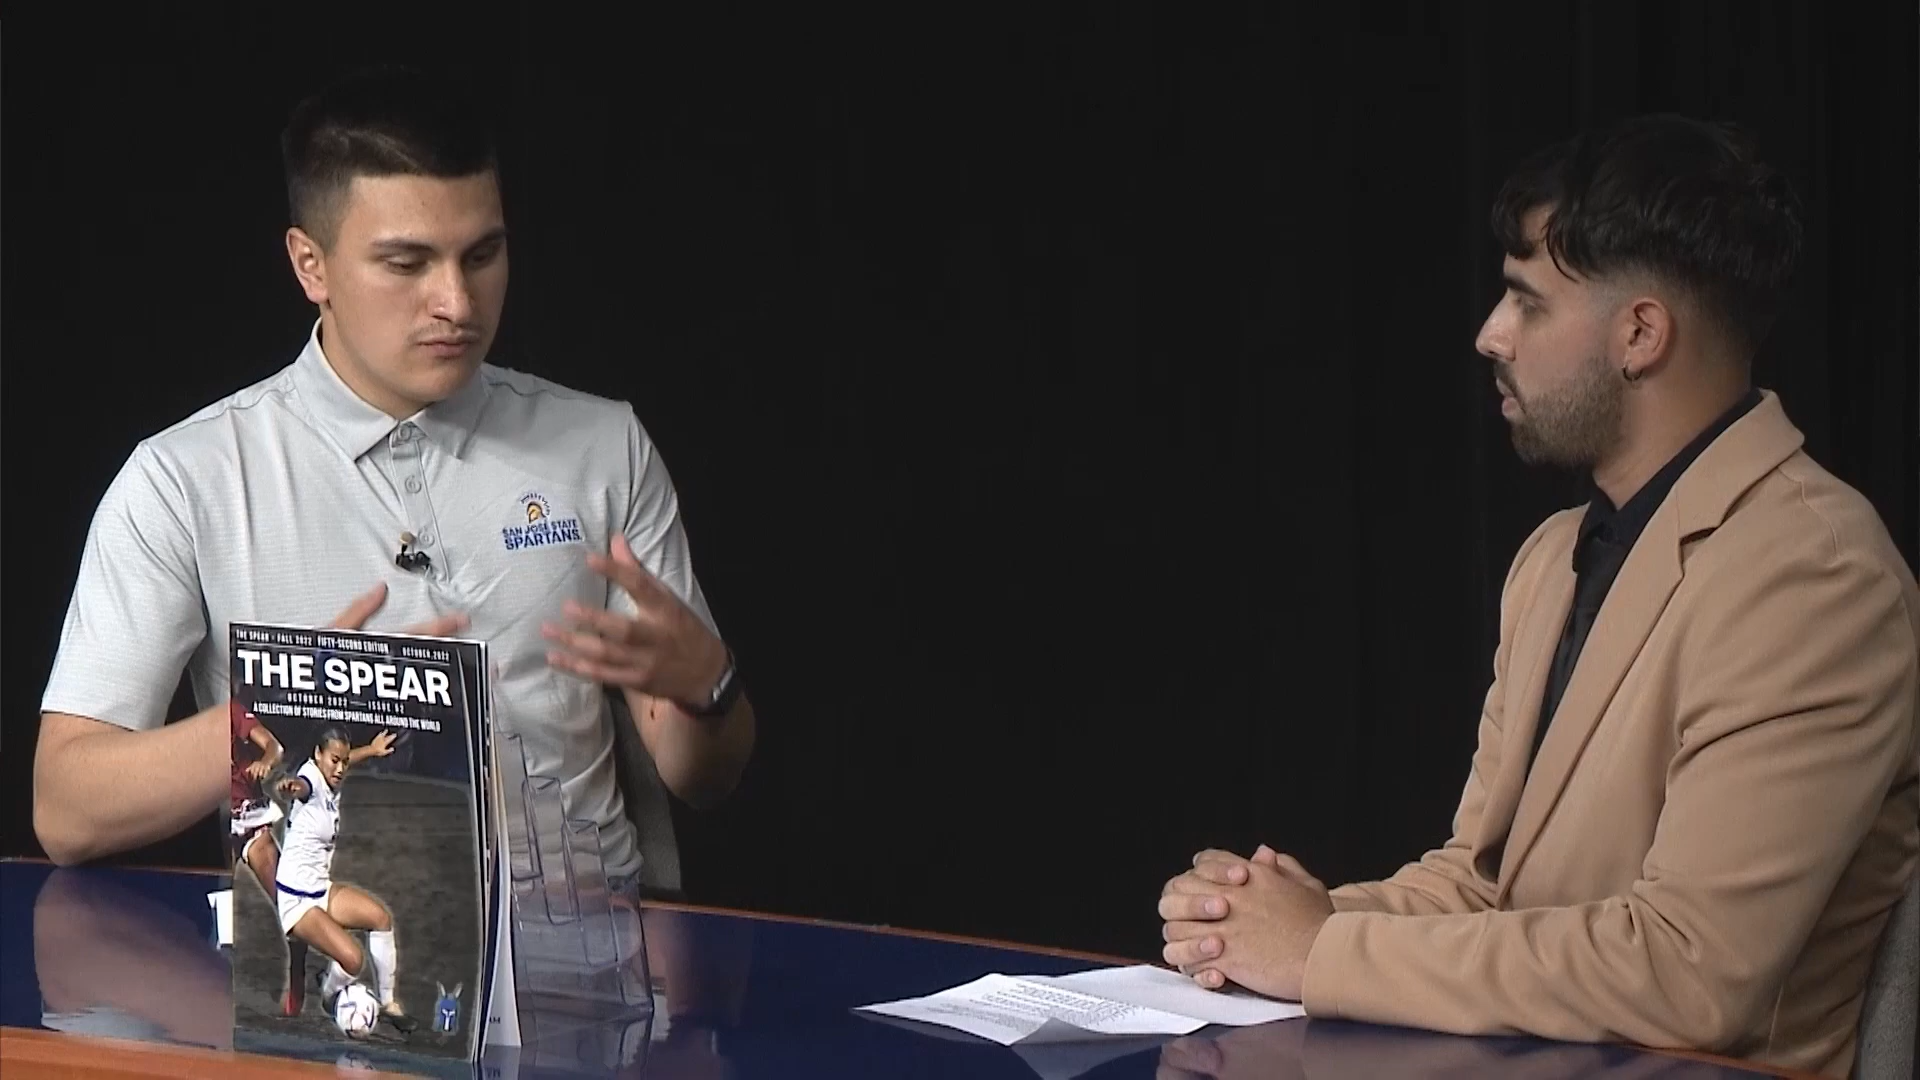 SAN JOSE STATE
SPARTANS
THE SPEAR - FALL 2022 FIFTY-SECOND EDITION OCTOBER.2022
THE SPEAR
OCTOBER 2022 ISSUE 52
A COLLECTION OF STORIES FROM SPARTANS ALL AROUND THE WORLD